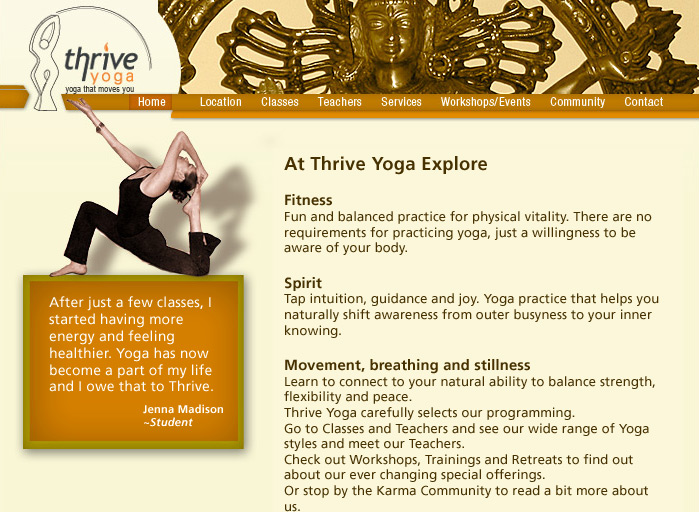 thrive
yoga
yoga that moves you
Home Location Classes Teachers Services Workshops/Events Community Contact
At Thrive Yoga Explore
Fitness
Fun and balanced practice for physical vitality. There are no
requirements for practicing yoga, just a willingness to be
aware of your body.
Spirit
Tap intuition, guidance and joy. Yoga practice that helps you
naturally shift awareness from outer busyness to your inner
knowing.
Movement, breathing and stillness
Learn to connect to your natural ability to balance strength,
flexibility and peace.
Thrive Yoga carefully selects our programming.
Go to Classes and Teachers and see our wide range of Yoga
styles and meet our Teachers.
Check out Workshops, Trainings and Retreats to find out
about our ever changing special offerings.
Or stop by the Karma Community to read a bit more about
us.
After just a few classes, I
started having more
energy and feeling
healthier. Yoga has now
become a part of my life
and I owe that to Thrive.
Jenna Madison
~Student